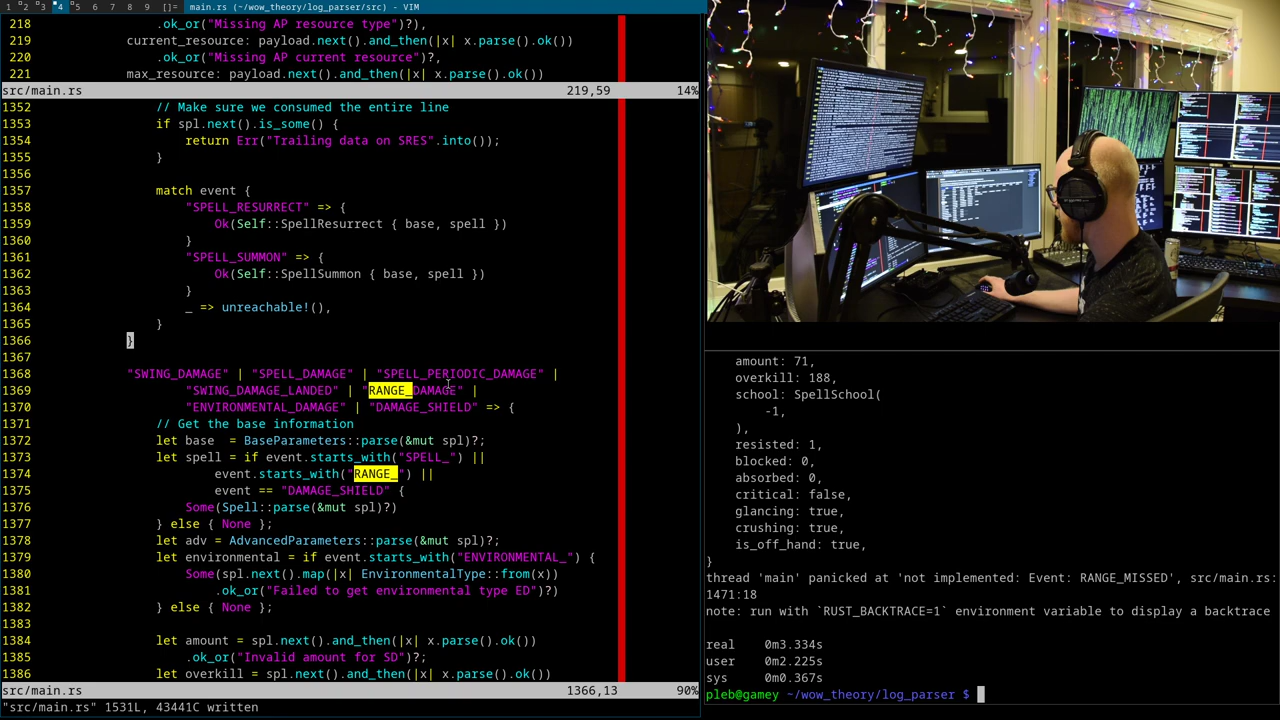 1 2 3 4 5 6 7 8 9 []= main.rs (~/wow_theory/log_parser/src) - VIM
218 .ok_or("Missing AP resource type")?),
219 current_resource: payload.next().and_then(|x| x.parse().ok())
220 .ok_or("Missing AP current resource")?,
221 max_resource: payload.next().and_then(|x| x.parse().ok())
src/main.rs 219,59 14%
1352 // Make sure we consumed the entire line
1353 if spl.next().is_some() {
1354 return Err("Trailing data on SRES".into());
1355 }
1356
1357 match event {
1358 "SPELL_RESURRECT" => {
1359 Ok(Self::SpellResurrect { base, spell })
1360 }
1361 "SPELL_SUMMON" => {
1362 Ok(Self::SpellSummon { base, spell })
1363 }
1364 _ => unreachable!(),
1365 }
1366 }
1367
1368 "SWING_DAMAGE" | "SPELL_DAMAGE" | "SPELL_PERIODIC_DAMAGE" |
1369 "SWING_DAMAGE_LANDED" | "RANGE_DAMAGE" |
1370 "ENVIRONMENTAL_DAMAGE" | "DAMAGE_SHIELD" => {
1371 // Get the base information
1372 let base = BaseParameters::parse(&mut spl)?;
1373 let spell = if event.starts_with("SPELL_") ||
1374 event.starts_with("RANGE_") ||
1375 event == "DAMAGE_SHIELD" {
1376 Some(Spell::parse(&mut spl)?)
1377 } else { None };
1378 let adv = AdvancedParameters::parse(&mut spl)?;
1379 let environmental = if event.starts_with("ENVIRONMENTAL_") {
1380 Some(spl.next().map(|x| EnvironmentalType::from(x))
1381 .ok_or("Failed to get environmental type ED")?)
1382 } else { None };
1383
1384 let amount = spl.next().and_then(|x| x.parse().ok())
1385 .ok_or("Invalid amount for SD")?;
1386 let overkill = spl.next().and_then(|x| x.parse().ok())
src/main.rs 1366,13 90%
"src/main.rs" 1531L, 43441C written
amount: 71,
overkill: 188,
school: SpellSchool(
-1,
),
resisted: 1,
blocked: 0,
absorbed: 0,
critical: false,
glancing: true,
crushing: true,
is_off_hand: true,
}
thread 'main' panicked at 'not implemented: Event: RANGE_MISSED', src/main.rs:
1471:18
note: run with `RUST_BACKTRACE=1` environment variable to display a backtrace
real 0m3.334s
user 0m2.225s
sys 0m0.367s
pleb@gamey ~/wow_theory/log_parser $